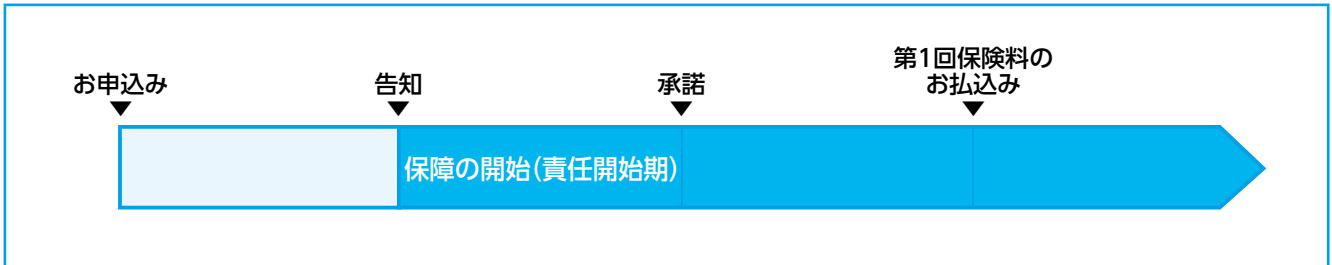 お申込み
告知
承諾
第1回保険料の
お払込み
保障の開始(責任開始期)